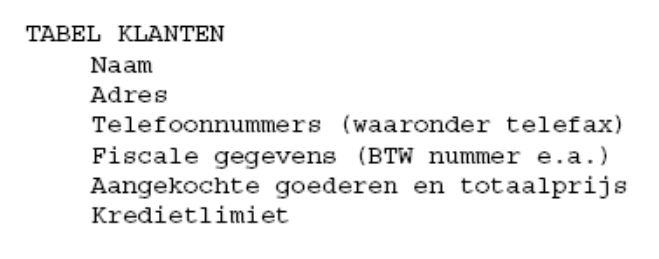 TABEL KLANTEN
Naam
Adres
Telefoonnummers (waaronder telefax)
Fiscale gegevens (BTW nummer e.a.)
Aangekochte goederen en totaalprijs
Kredietlimiet